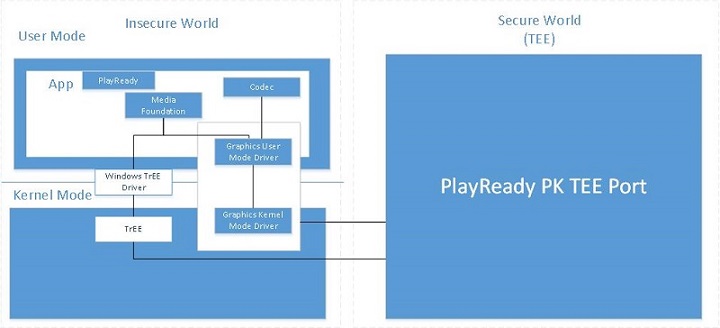 Insecure World
User Mode
App
PlayReady
Media
Foundation
Codec
Graphics User
Mode Driver
Windows TrEE
Driver
Kernel Mode
TrEE
Graphics Kernel
Mode Driver
Secure World
(TEE)
PlayReady PK TEE Port